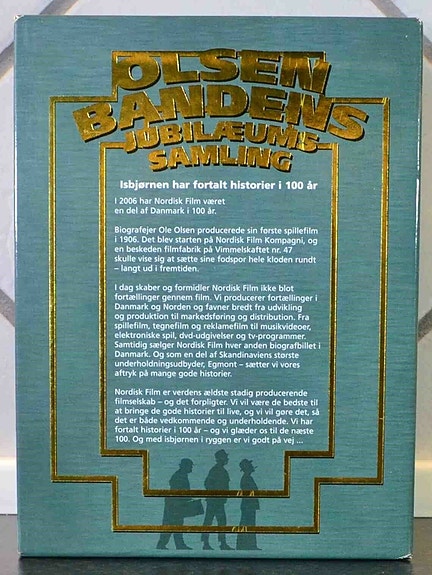 OLSEN
BANDENS
JUBILÆUMS
SAMLING
Isbjørnen har fortalt historier i 100 år
I 2006 har Nordisk Film været
en del af Danmark i 100 år.
Biografejer Ole Olsen producerede sin første spillefilm
i 1906. Det blev starten på Nordisk Film Kompagni, og
en beskeden filmfabrik på Vimmelskaftet nr. 47
skulle vise sig at sætte sine fodspor hele kloden rundt
– langt ud i fremtiden.
I dag skaber og formidler Nordisk Film ikke blot
fortællinger gennem film. Vi producerer fortællinger i
Danmark og Norden og favner bredt fra udvikling
og produktion til markedsføring og distribution. Fra
spillefilm, tegnefilm og reklamefilm til musikvideoer,
elektroniske spil, dvd-udgivelser og tv-programmer.
Samtidig sælger Nordisk Film hver anden biografbillet i
Danmark. Og som en del af Skandinaviens største
underholdningsudbyder, Egmont – sætter vi vores
aftryk på mange gode historier.
Nordisk Film er verdens ældste stadig producerende
filmselskab – og det forpligter. Vi vil være de bedste til
at bringe de gode historier til live, og vi vil gøre det, så
det er både vedkommende og underholdende. Vi har
fortalt historier i 100 år – og vi glæder os til de næste
100. Og med isbjørnen i ryggen er vi godt på vej ...